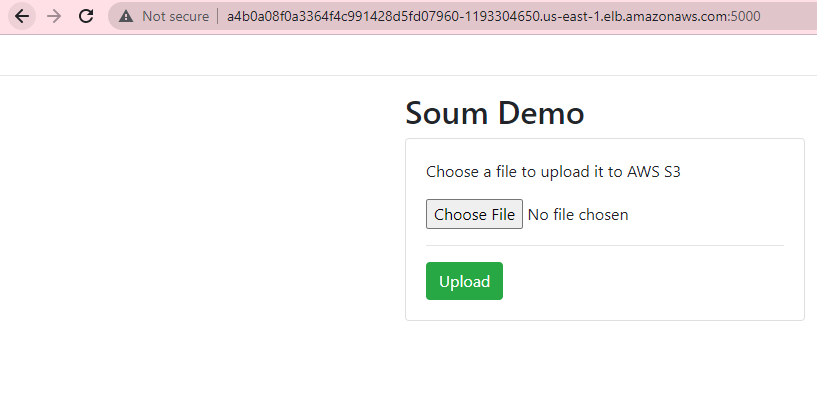 Not secure | a4b0a08f0a3364f4c991428d5fd07960-1193304650.us-east-1.elb.amazonaws.com:5000
Soum Demo
Choose a file to upload it to AWS S3
Choose File No file chosen
Upload